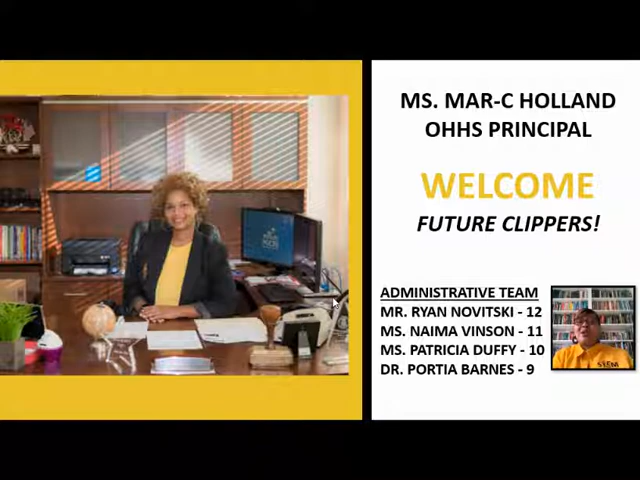 MS. MAR-C HOLLAND
OHHS PRINCIPAL
WELCOME
FUTURE CLIPPERS!
ADMINISTRATIVE TEAM
MR. RYAN NOVITSKI - 12
MS. NAIMA VINSON - 11
MS. PATRICIA DUFFY - 10
DR. PORTIA BARNES - 9